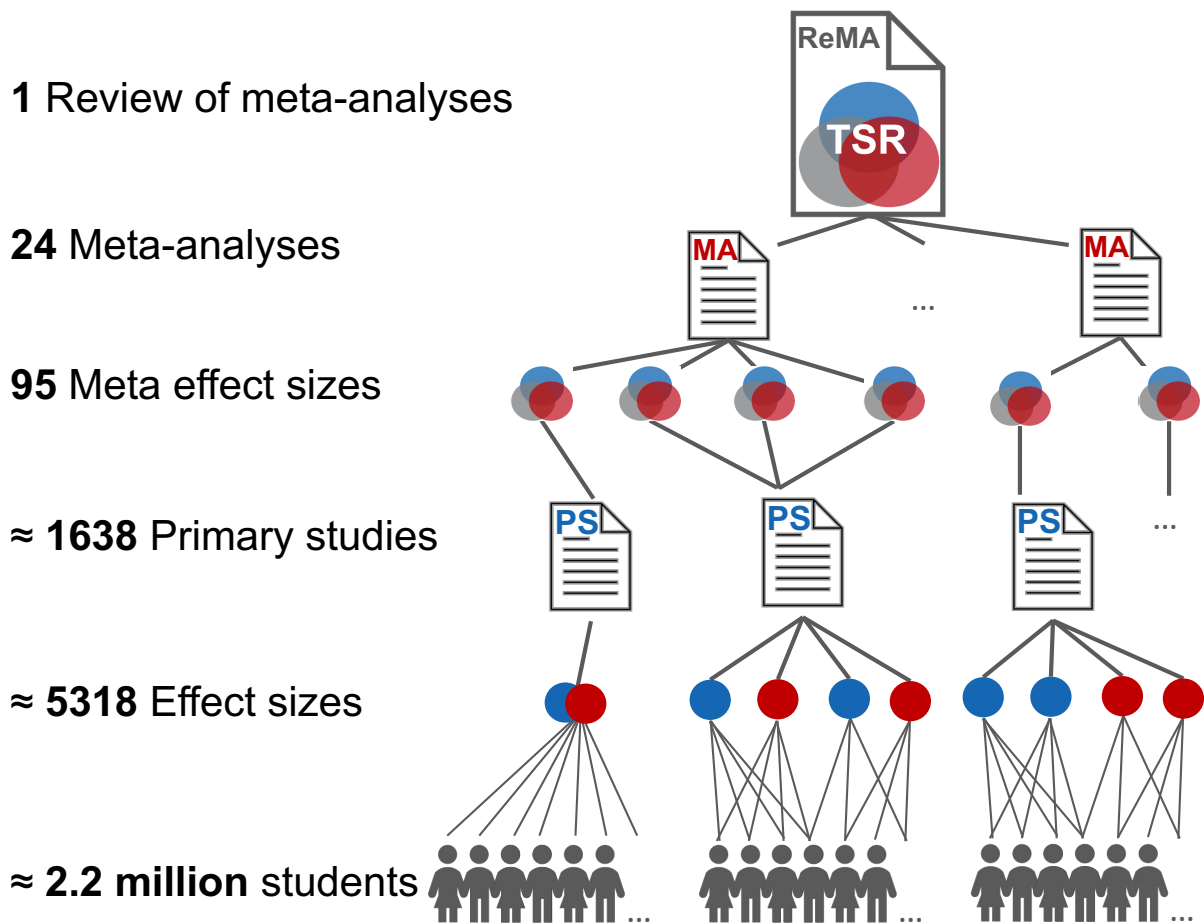 ReMA
1 Review of meta-analyses
TSR
24 Meta-analyses
MA
MA
...
95 Meta effect sizes
≈ 1638 Primary studies
PS
PS
PS
...
≈ 5318 Effect sizes
≈ 2.2 million students
...
...
...